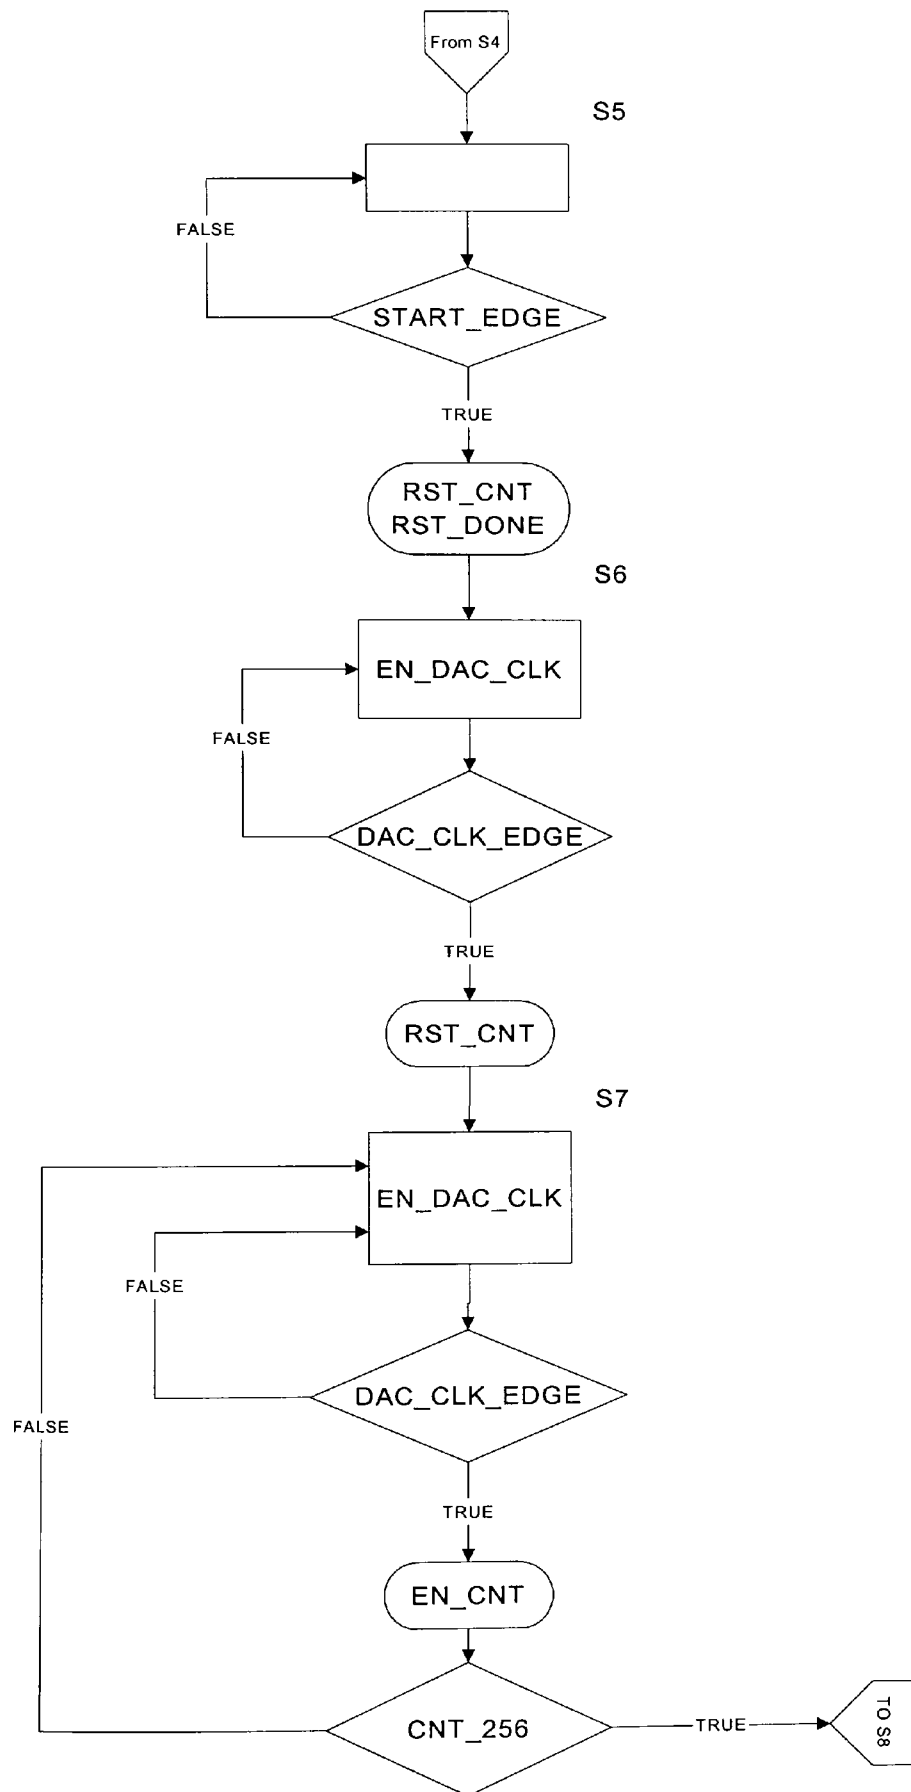 From S4
S5
FALSE
START_EDGE
TRUE
RST_CNT
RST_DONE
S6
EN_DAC_CLK
FALSE
DAC_CLK_EDGE
TRUE
RST_CNT
S7
EN_DAC_CLK
FALSE
DAC_CLK_EDGE
FALSE
TRUE
EN_CNT
CNT_256
TRUE
TO S8